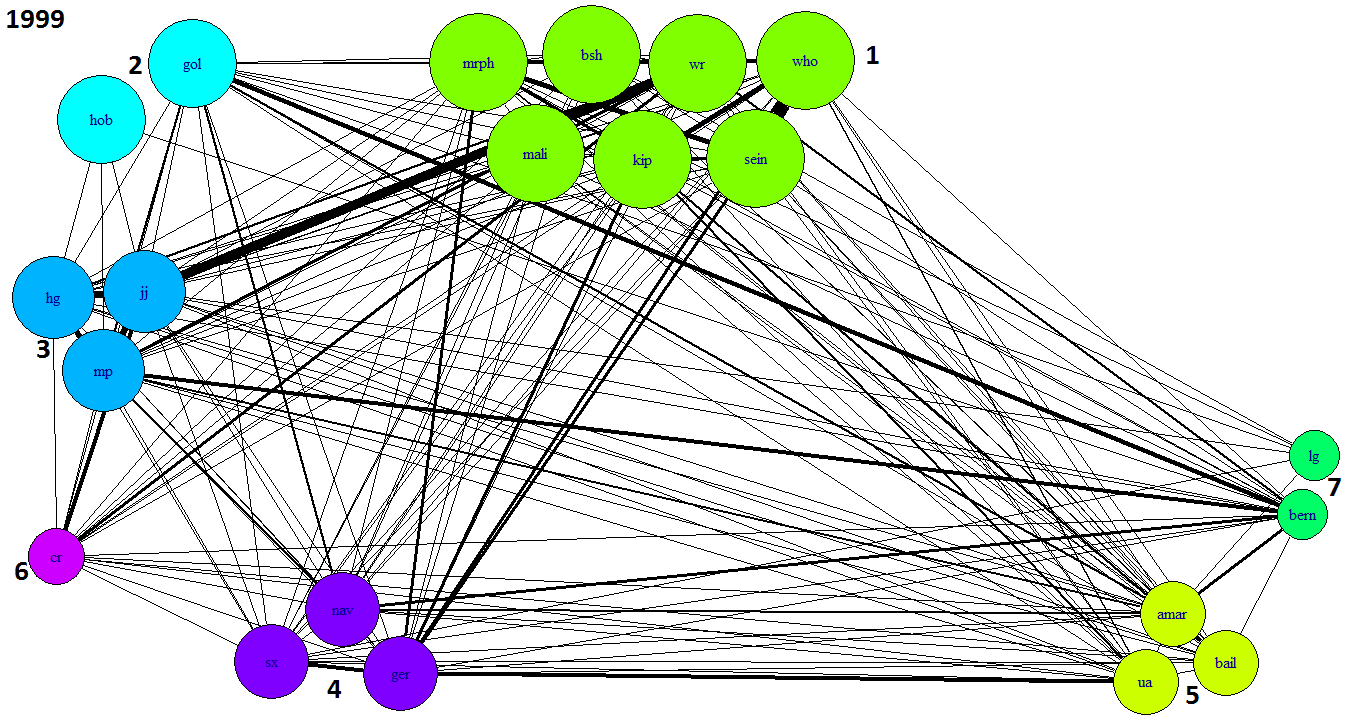 1999
2
gol
mrph
bsh
wr
who
1
hob
mali
kip
sein
hg
jj
3
mp
lg
7
bern
6
cr
nav
amar
sx
ger
4
ua
5
bail